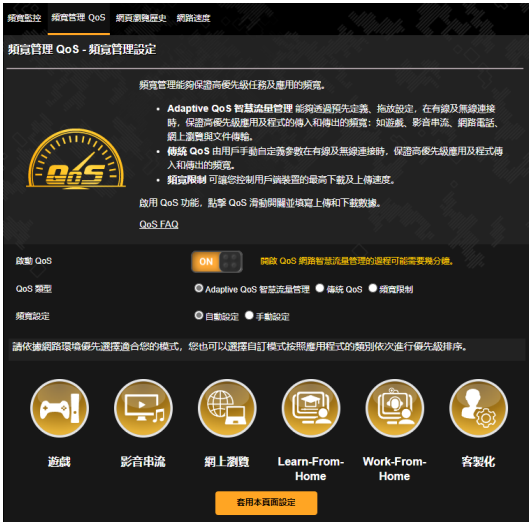 頻寬監控 頻寬管理 QoS 網頁瀏覽歷史 網路速度
頻寬管理 QoS - 頻寬管理設定
頻寬管理能夠保證高優先級任務及應用的頻寬。
• Adaptive QoS 智慧流量管理 能夠透過預先定義、拖放設定，在有線及無線連接
時，保證高優先級應用及程式的傳入和傳出的頻寬：如遊戲、影音串流、網路電話、
網上瀏覽與文件傳輸。
• 傳統 QoS 由用戶手動自定義參數在有線及無線連接時，保證高優先級應用及程式傳
入和傳出的頻寬。
• 頻寬限制 可讓您控制用戶端裝置的最高下載及上傳速度。
啟用 QoS 功能，點擊 QoS 滑動開關並填寫上傳和下載數據。
QoS FAQ
QoS
啟動 QoS ON 開啟 QoS 網路智慧流量管理的過程可能需要幾分鐘。
QoS 類型 Adaptive QoS 智慧流量管理 傳統 QoS 頻寬限制
頻寬設定 自動設定 手動設定
請依據網路環境優先選擇適合您的模式，您也可以選擇自訂模式按照應用程式的類別依次進行優先級排序。
遊戲 影音串流 網上瀏覽 Learn-From-Home Work-From-Home 客製化
套用本頁面設定